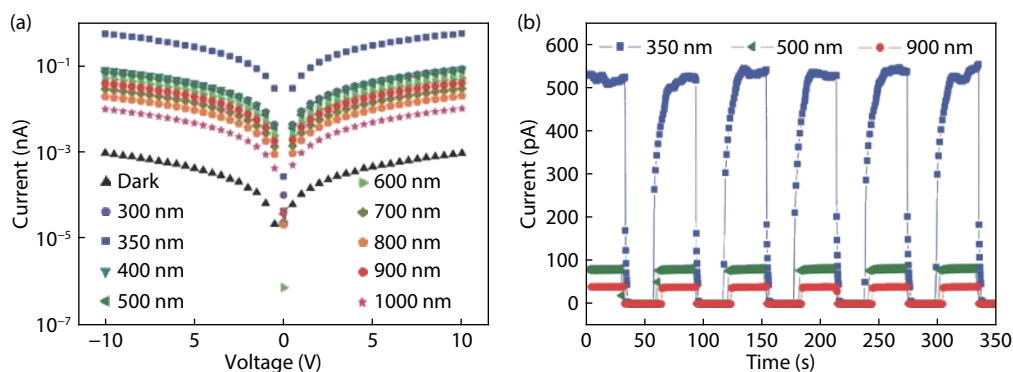 (a)
Current (nA)
10⁻¹
10⁻³
10⁻⁵
10⁻⁷
Dark
300 nm
350 nm
400 nm
500 nm
600 nm
700 nm
800 nm
900 nm
1000 nm
−10
−5
0
5
10
Voltage (V)
(b)
Current (pA)
600
500
400
300
200
100
0
350 nm
500 nm
900 nm
0
50
100
150
200
250
300
350
Time (s)